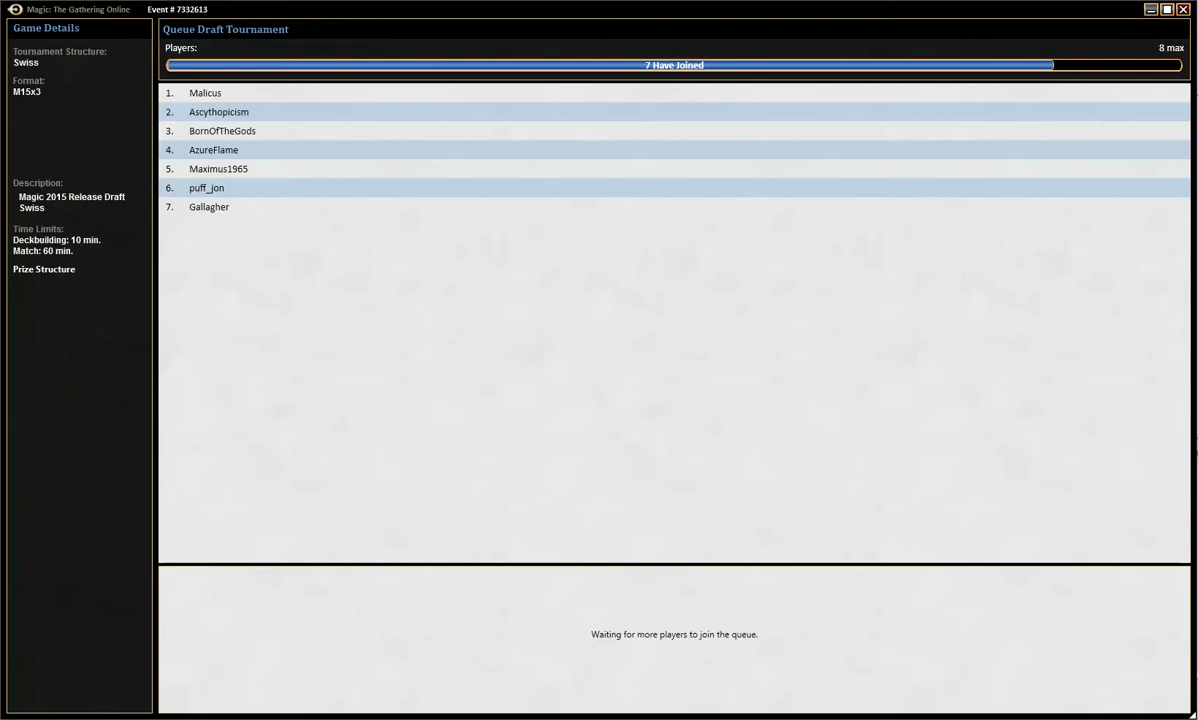 Magic: The Gathering Online Event # 7332613
Game Details
Tournament Structure:
Swiss
Format:
M15x3
Description:
Magic 2015 Release Draft
Swiss
Time Limits:
Deckbuilding: 10 min.
Match: 60 min.
Prize Structure
Queue Draft Tournament
Players: 8 max
7 Have Joined
1. Malicus
2. Ascythopicism
3. BornOfTheGods
4. AzureFlame
5. Maximus1965
6. puff_jon
7. Gallagher
Waiting for more players to join the queue.